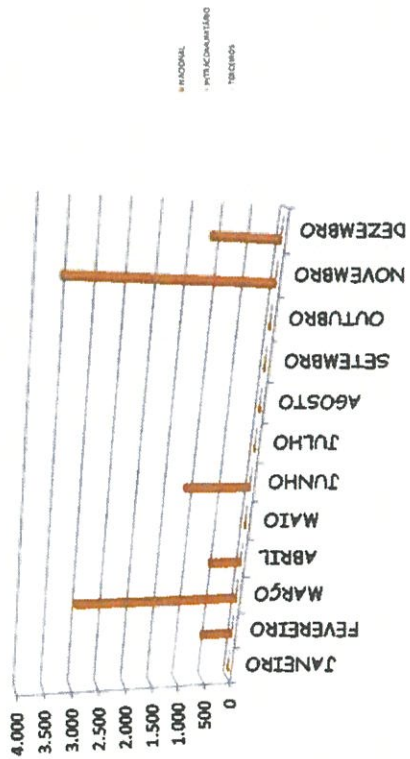 4.000
3.500
3.000
2.500
2.000
1.500
1.000
500
0
JANEIRO
FEVEREIRO
MARÇO
ABRIL
MAIO
JUNHO
JULHO
AGOSTO
SETEMBRO
OUTUBRO
NOVEMBRO
DEZEMBRO
NACIONAL
INTRACOMUNITÁRIO
TERCEIROS